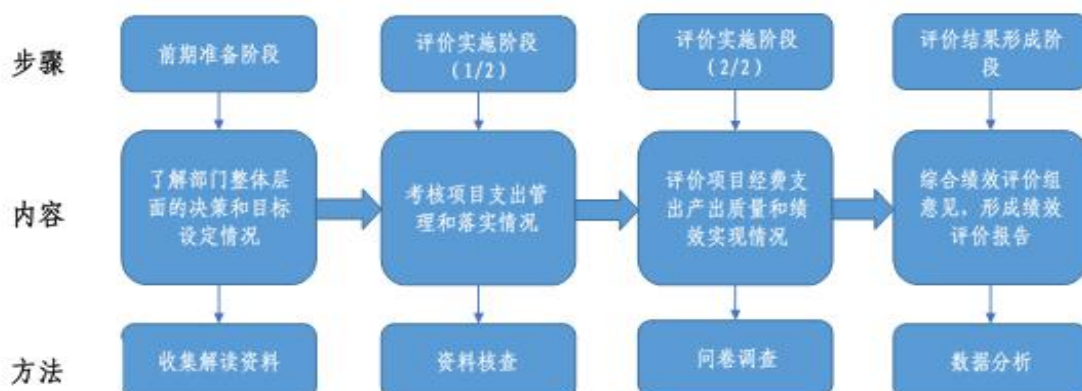 步骤
前期准备阶段
评价实施阶段
(1/2)
评价实施阶段
(2/2)
评价结果形成阶
段
内容
了解部门整体层
面的决策和目标
设定情况
考核项目支出管
理和落实情况
评价项目经费支
出产出质量和绩
效实现情况
综合绩效评价组
意见，形成绩效
评价报告
方法
收集解读资料
资料核查
问卷调查
数据分析